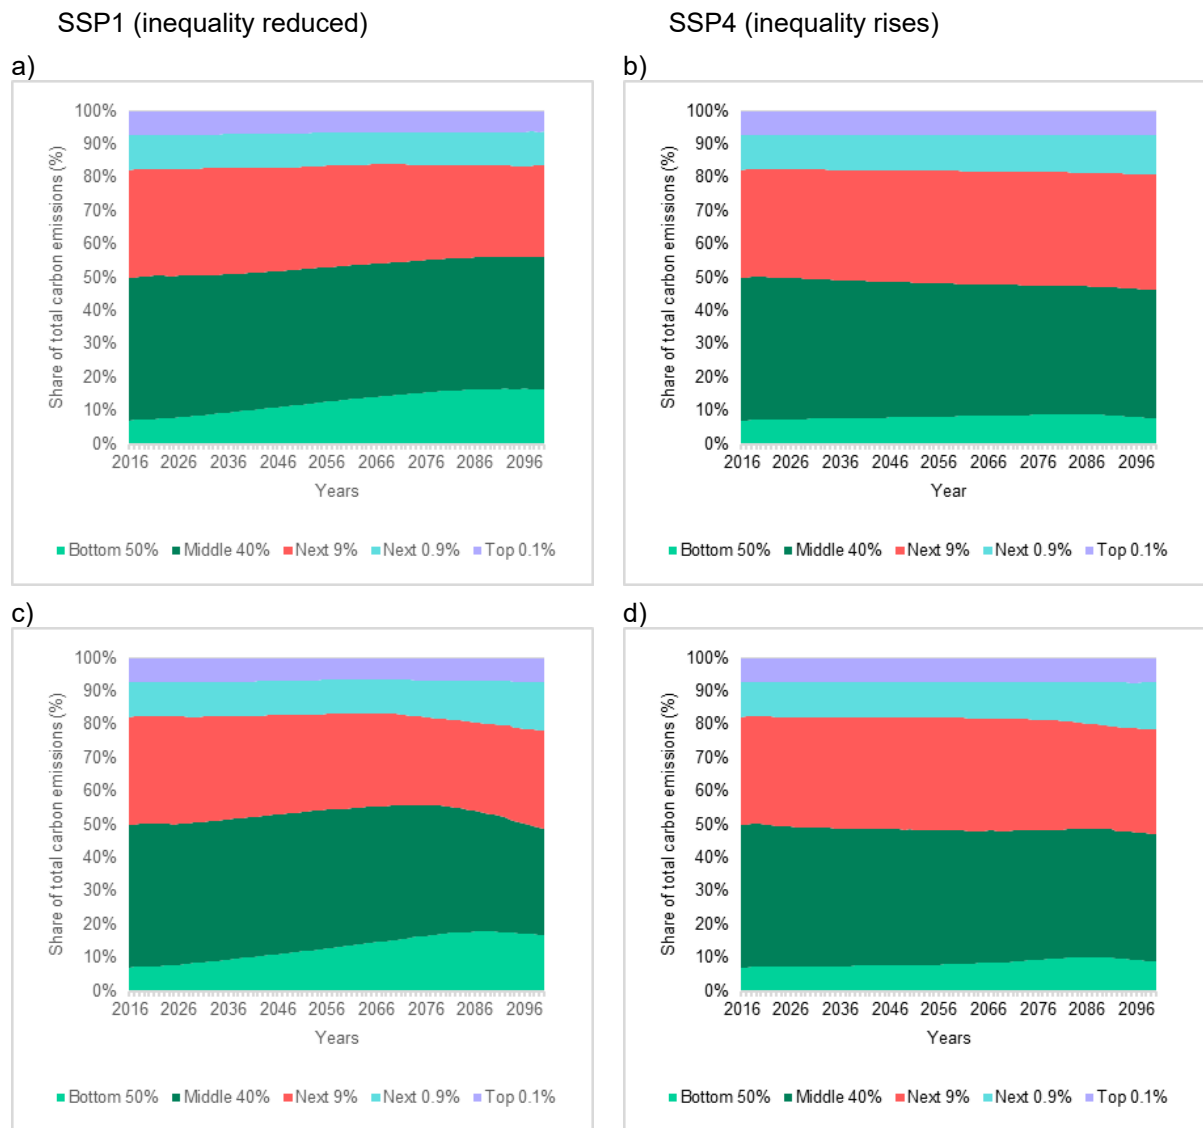 SSP1 (inequality reduced)
SSP4 (inequality rises)
a)
Share of total carbon emissions (%)
100%
90%
80%
70%
60%
50%
40%
30%
20%
10%
0%
2016 2026 2036 2046 2056 2066 2076 2086 2096
Years
Bottom 50% Middle 40% Next 9% Next 0.9% Top 0.1%
b)
Share of total carbon emissions (%)
100%
90%
80%
70%
60%
50%
40%
30%
20%
10%
0%
2016 2026 2036 2046 2056 2066 2076 2086 2096
Year
Bottom 50% Middle 40% Next 9% Next 0.9% Top 0.1%
c)
Share of total carbon emissions (%)
100%
90%
80%
70%
60%
50%
40%
30%
20%
10%
0%
2016 2026 2036 2046 2056 2066 2076 2086 2096
Years
Bottom 50% Middle 40% Next 9% Next 0.9% Top 0.1%
d)
Share of total carbon emissions (%)
100%
90%
80%
70%
60%
50%
40%
30%
20%
10%
0%
2016 2026 2036 2046 2056 2066 2076 2086 2096
Years
Bottom 50% Middle 40% Next 9% Next 0.9% Top 0.1%